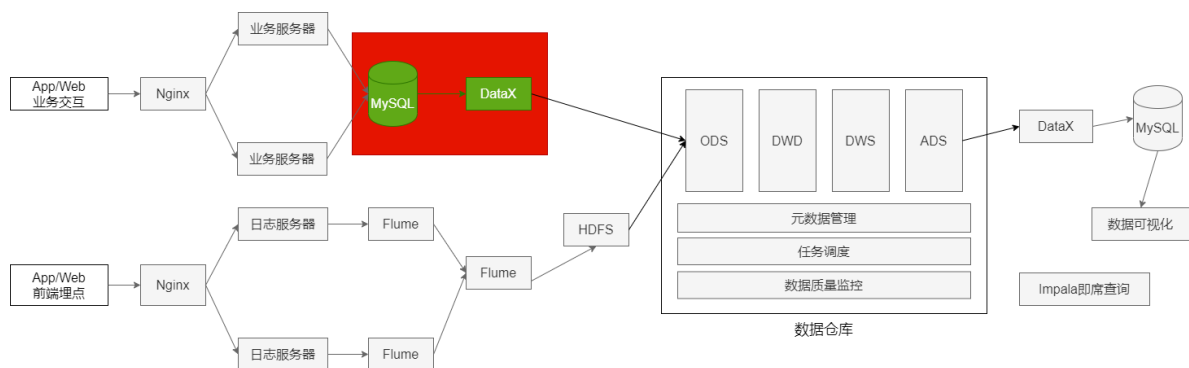 业务服务器
App/Web
业务交互
Nginx
MySQL
DataX
业务服务器
ODS
DWD
DWS
ADS
DataX
MySQL
日志服务器
Flume
HDFS
元数据管理
数据可视化
任务调度
App/Web
前端埋点
Nginx
Flume
数据质量监控
Impala即席查询
数据仓库
日志服务器
Flume